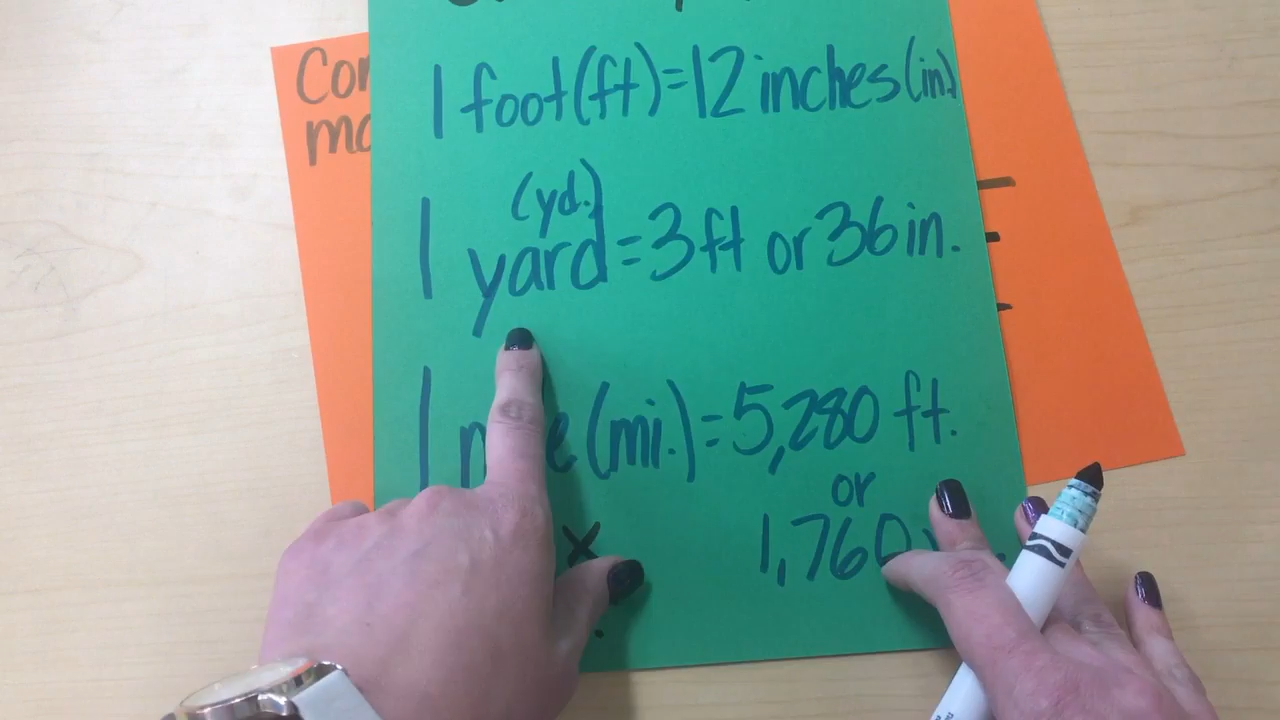 1 foot (ft) = 12 inches (in.)
(yd.)
1 yard = 3 ft or 36 in.
1 (mi.) = 5,280 ft.
or
1,760
x